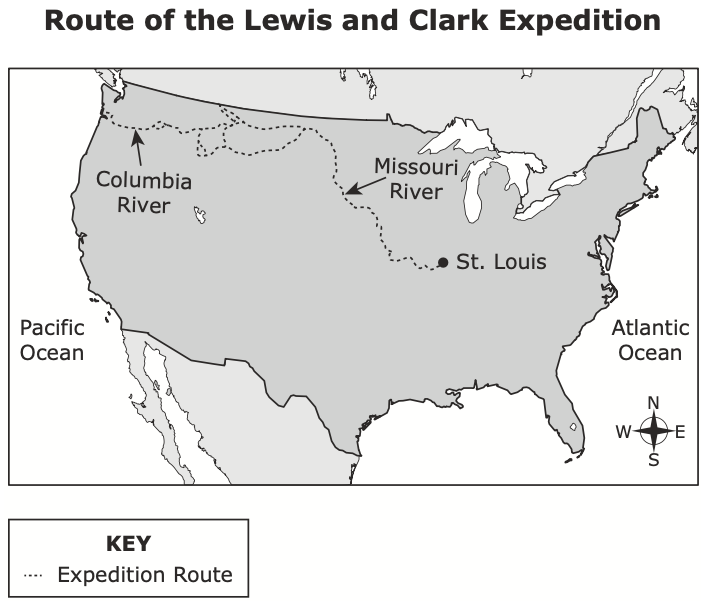 Route of the Lewis and Clark Expedition
Columbia
River
Missouri
River
St. Louis
Pacific
Ocean
Atlantic
Ocean
N
W
E
S
KEY
Expedition Route